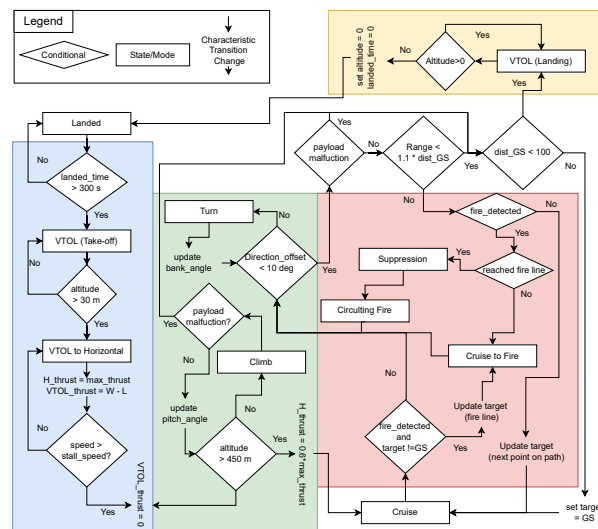 Legend
Conditional
State/Mode
Characteristic
Transition
Change
set altitude = 0
landed_time = 0
No
Altitude>0
Yes
VTOL (Landing)
Yes
Landed
No
landed_time
> 300 s
Yes
VTOL (Take-off)
No
altitude
> 30 m
Yes
VTOL to Horizontal
H_thrust = max_thrust
VTOL_thrust = W - L
No
speed >
stall_speed?
Yes
VTOL_thrust = 0
Turn
No
update
bank_angle
Direction_offset
< 10 deg
Yes
payload
malfuction?
Yes
No
Climb
update
pitch_angle
No
altitude
> 450 m
Yes
H_thrust = 0.6*max_thrust
payload
malfuction
Yes
No
Range <
1.1 * dist_GS
Yes
No
dist_GS < 100
No
fire_detected
No
Yes
Suppression
Yes
reached fire line
No
Circulting Fire
Cruise to Fire
No
fire_detected
and
target !=GS
Yes
Update target
(fire line)
Update target
(next point on path)
Cruise
set target
= GS